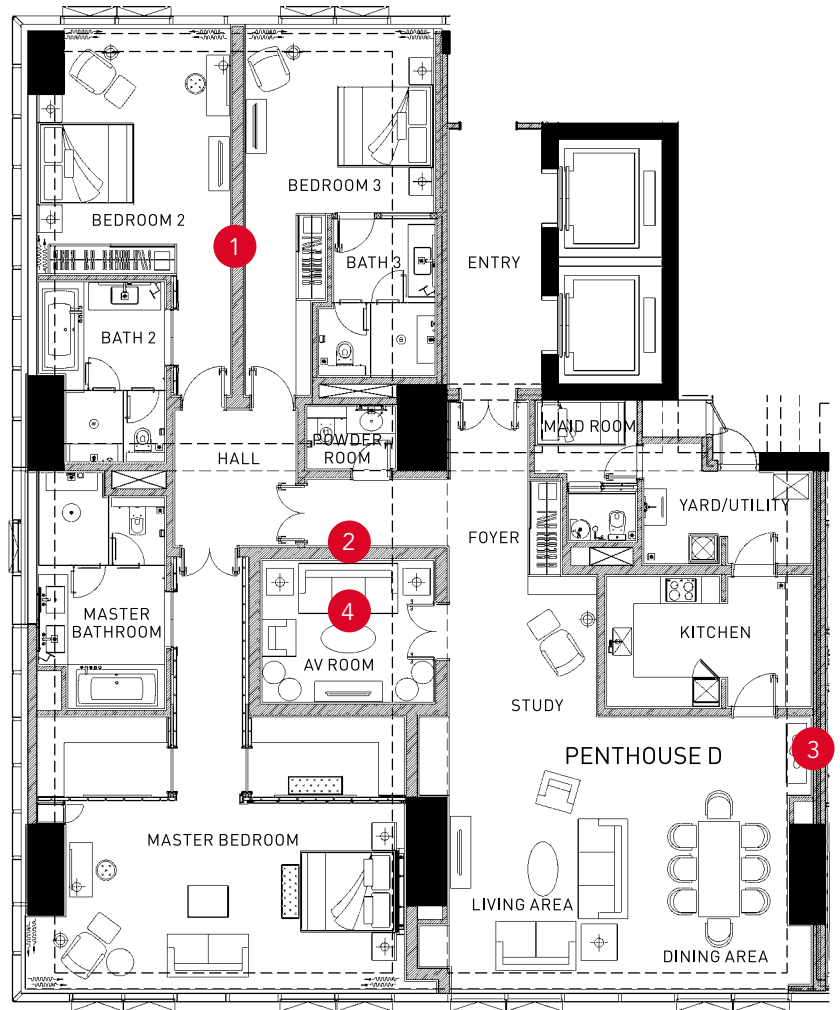 BEDROOM 2
BEDROOM 3
1
BATH 3
ENTRY
BATH 2
MAID ROOM
POWDER
ROOM
HALL
YARD/UTILITY
FOYER
2
4
MASTER
BATHROOM
AV ROOM
KITCHEN
STUDY
PENTHOUSE D
3
MASTER BEDROOM
LIVING AREA
DINING AREA